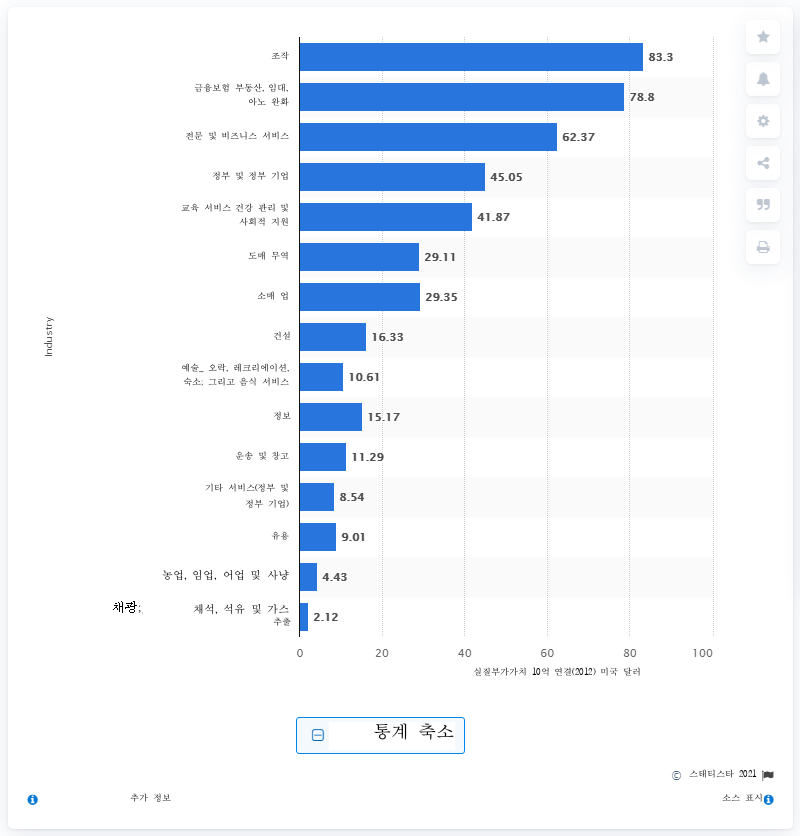 조작
83.3
금융보험 부동산, 임대,
아노 완화
78.8
전문 및 비즈니스 서비스
62.37
정부 및 정부 기업
45.05
교육 서비스 건강 관리 및
사회적 지원
41.87
도매 무역
29.11
소매 업
29.35
건설
16.33
예술_ 오락, 레크리에이션,
숙소; 그리고 음식 서비스
10.61
정보
15.17
운송 및 창고
11.29
기타 서비스(정부 및
정부 기업)
8.54
유용
9.01
농업, 임업, 어업 및 사냥
4.43
채광; 채석, 석유 및 가스
추출
2.12
Industry
0 20 40 60 80 100
실질부가가치 10억 연결(2012) 미국 달러
통계 축소
© 스태티스타 2021
추가 정보
소스 표시